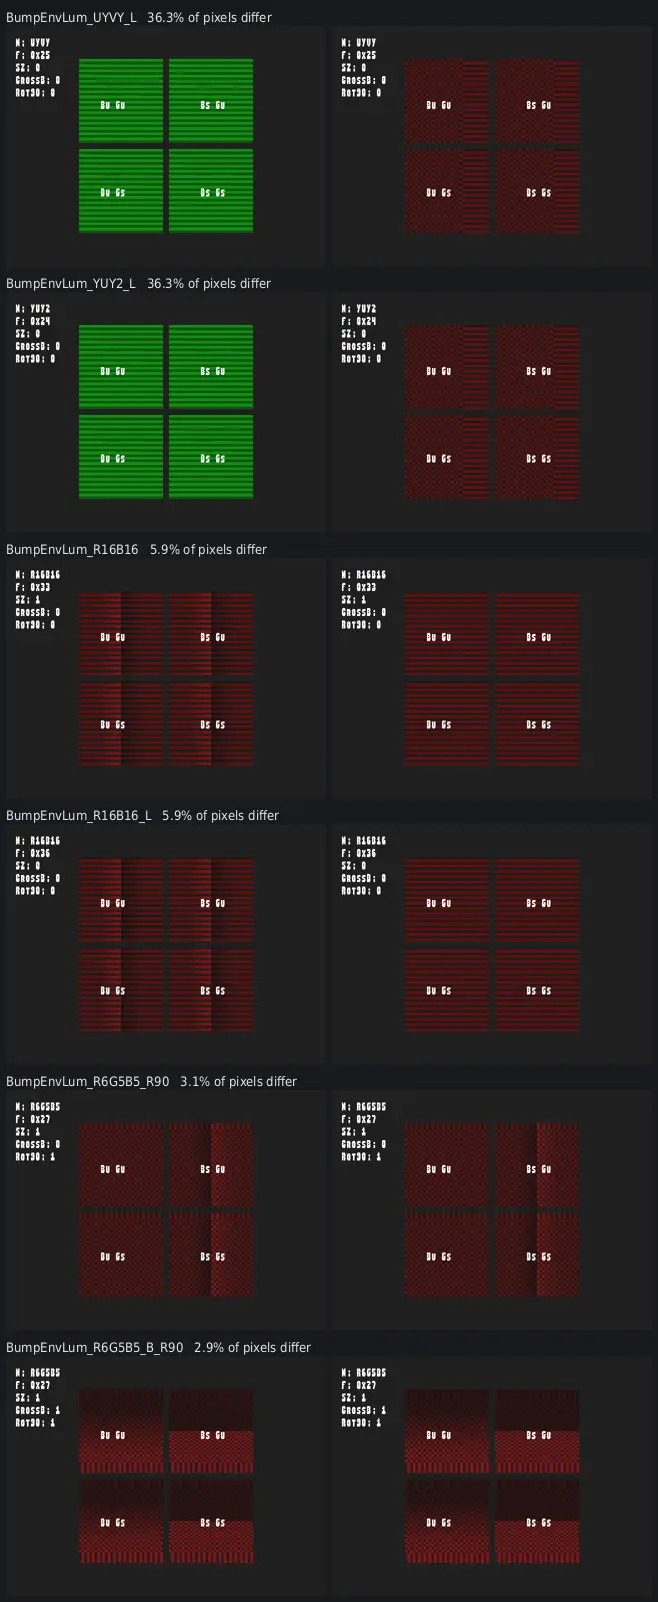 BumpEnvLum_UYVY_L 36.3% of pixels differ
N: UYVY
F: 0x25
SZ: 0
CrossB: 0
Rot90: 0
Bu Gu Bs Gu
Bu Gs Bs Gs
N: UYVY
F: 0x25
SZ: 0
CrossB: 0
Rot90: 0
Bu Gu Bs Gu
Bu Gs Bs Gs
BumpEnvLum_YUY2_L 36.3% of pixels differ
N: YUY2
F: 0x24
SZ: 0
CrossB: 0
Rot90: 0
Bu Gu Bs Gu
Bu Gs Bs Gs
N: YUY2
F: 0x24
SZ: 0
CrossB: 0
Rot90: 0
Bu Gu Bs Gu
Bu Gs Bs Gs
BumpEnvLum_R16B16 5.9% of pixels differ
N: R16B16
F: 0x33
SZ: 1
CrossB: 0
Rot90: 0
Bu Gu Bs Gu
Bu Gs Bs Gs
N: R16B16
F: 0x33
SZ: 1
CrossB: 0
Rot90: 0
Bu Gu Bs Gu
Bu Gs Bs Gs
BumpEnvLum_R16B16_L 5.9% of pixels differ
N: R16B16
F: 0x36
SZ: 0
CrossB: 0
Rot90: 0
Bu Gu Bs Gu
Bu Gs Bs Gs
N: R16B16
F: 0x36
SZ: 0
CrossB: 0
Rot90: 0
Bu Gu Bs Gu
Bu Gs Bs Gs
BumpEnvLum_R6G5B5_R90 3.1% of pixels differ
N: R6G5B5
F: 0x27
SZ: 1
CrossB: 0
Rot90: 1
Bu Gu Bs Gu
Bu Gs Bs Gs
N: R6G5B5
F: 0x27
SZ: 1
CrossB: 0
Rot90: 1
Bu Gu Bs Gu
Bu Gs Bs Gs
BumpEnvLum_R6G5B5_B_R90 2.9% of pixels differ
N: R6G5B5
F: 0x27
SZ: 1
CrossB: 1
Rot90: 1
Bu Gu Bs Gu
Bu Gs Bs Gs
N: R6G5B5
F: 0x27
SZ: 1
CrossB: 1
Rot90: 1
Bu Gu Bs Gu
Bu Gs Bs Gs